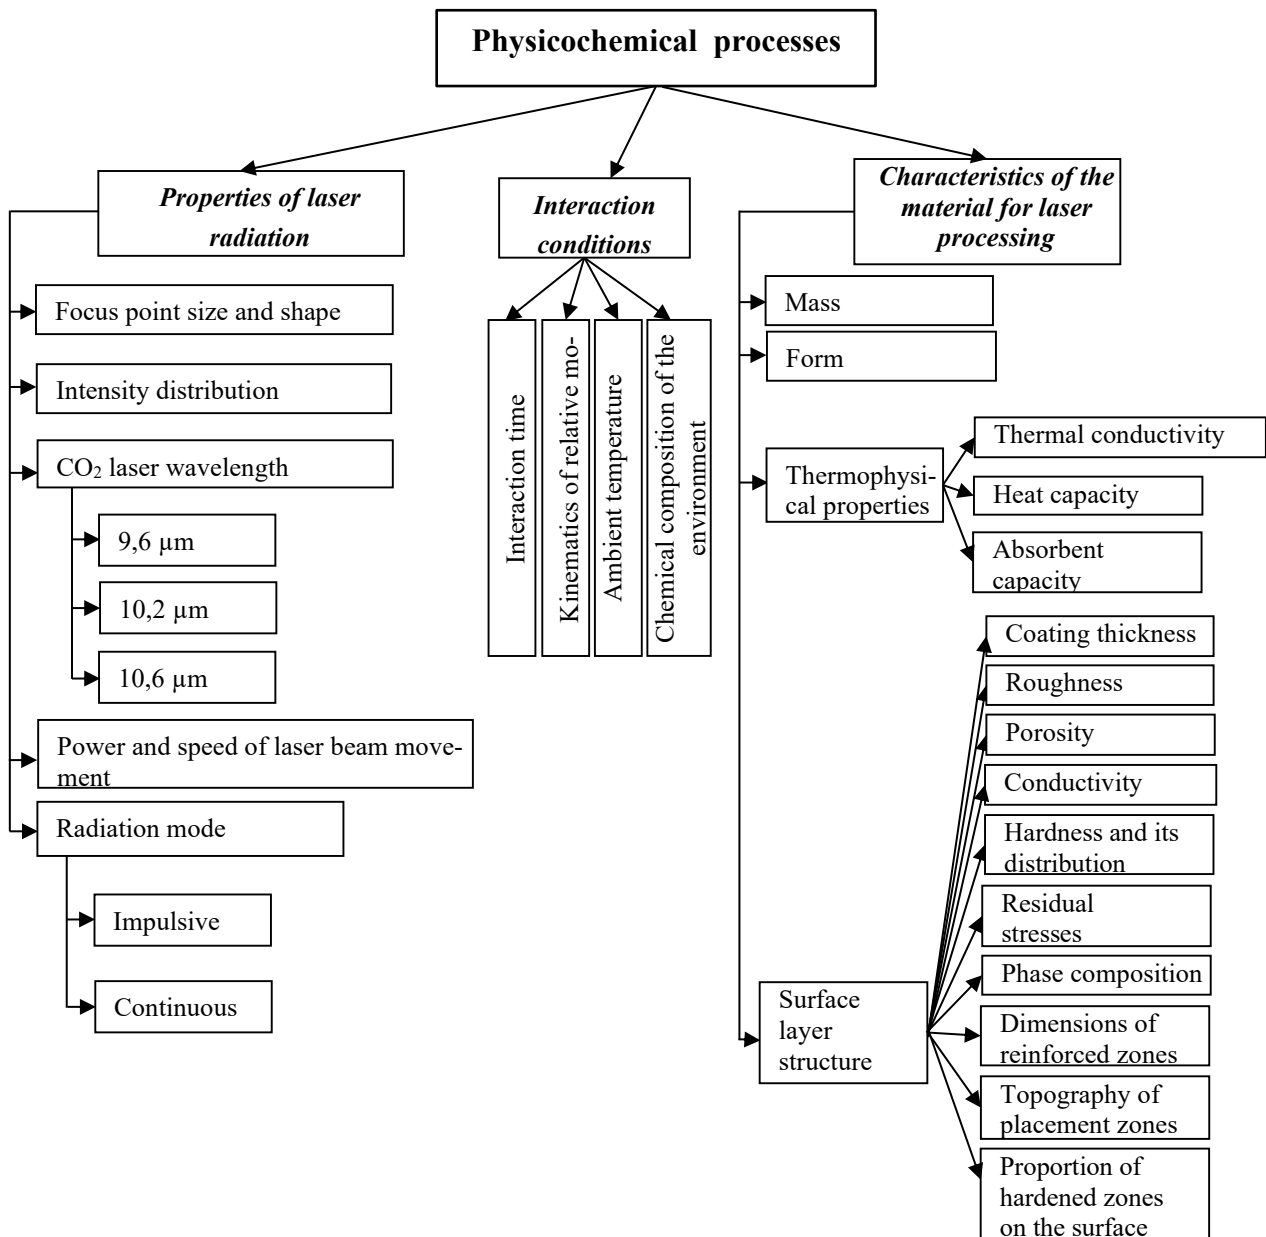 Physicochemical processes
Properties of laser
radiation
Focus point size and shape
Intensity distribution
CO₂ laser wavelength
9,6 µm
10,2 µm
10,6 µm
Power and speed of laser beam move-
ment
Radiation mode
Impulsive
Continuous
Interaction
conditions
Interaction time
Kinematics of relative mo-
Ambient temperature
Chemical composition of the
environment
Characteristics of the
material for laser
processing
Mass
Form
Thermophysi-
cal properties
Thermal conductivity
Heat capacity
Absorbent
capacity
Surface
layer
structure
Coating thickness
Roughness
Porosity
Conductivity
Hardness and its
distribution
Residual
stresses
Phase composition
Dimensions of
reinforced zones
Topography of
placement zones
Proportion of
hardened zones
on the surface